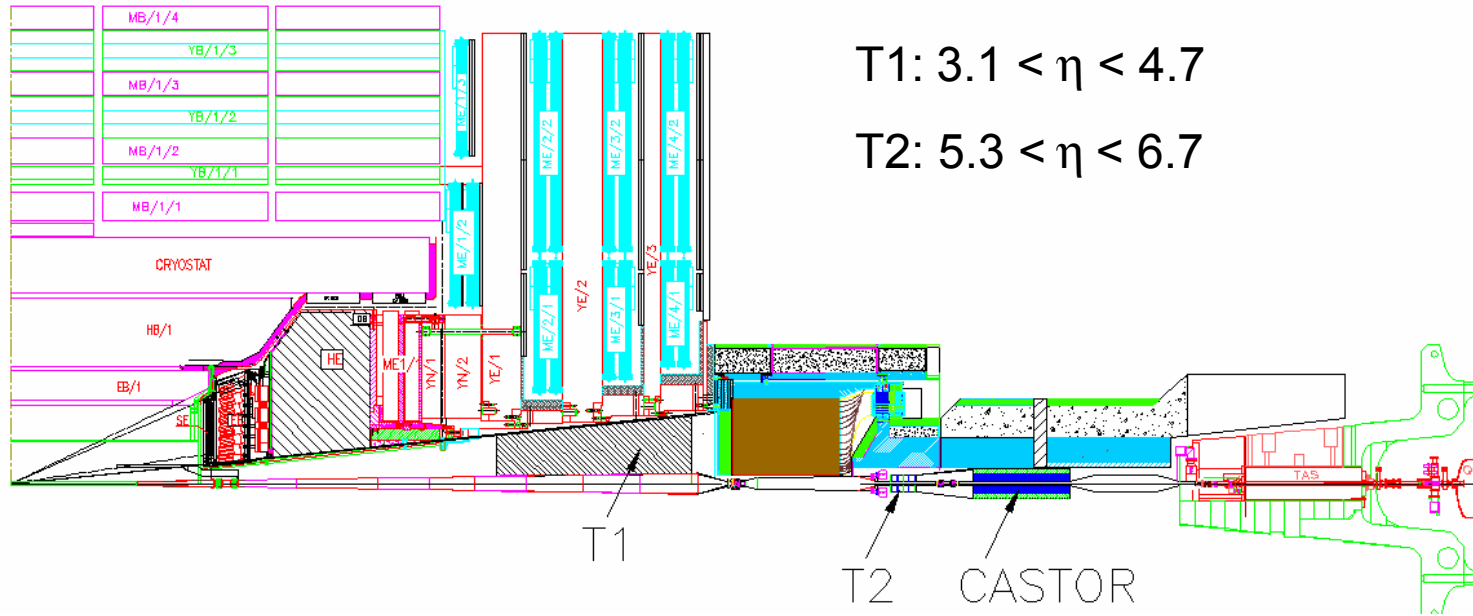 MB/1/4
YB/1/3
MB/1/3
YB/1/2
MB/1/2
YB/1/1
MB/1/1
CRYOSTAT
HB/1
EB/1
SE
HE
ME/1/3
ME/1/2
YN/1
YN/2
YE/1
ME/2/2
ME/2/1
YE/2
ME/3/2
ME/3/1
YE/3
ME/4/2
ME/4/1
T1: 3.1 < η < 4.7
T2: 5.3 < η < 6.7
TAS
T1
T2
CASTOR